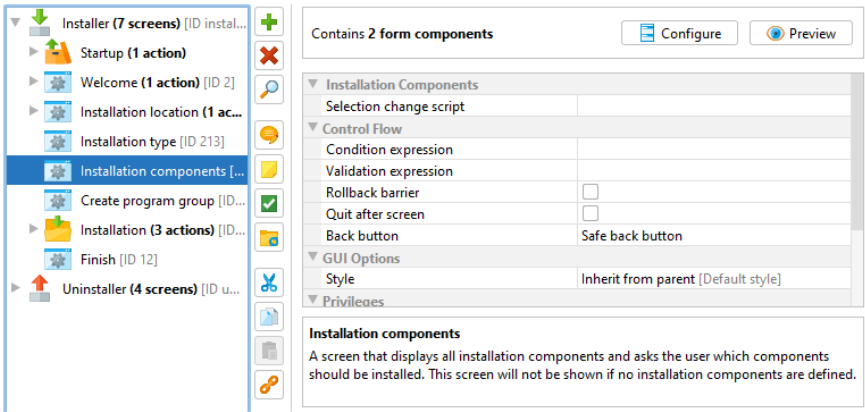 Installer (7 screens) [ID instal...
Startup (1 action)
Welcome (1 action) [ID 2]
Installation location (1 ac...
Installation type [ID 213]
Installation components [...
Create program group [ID...
Installation (3 actions) [ID...
Finish [ID 12]
Uninstaller (4 screens) [ID u...
Contains 2 form components
Configure
Preview
Installation Components
Selection change script
Control Flow
Condition expression
Validation expression
Rollback barrier
Quit after screen
Back button Safe back button
GUI Options
Style Inherit from parent [Default style]
Privileges
Installation components
A screen that displays all installation components and asks the user which components
should be installed. This screen will not be shown if no installation components are defined.